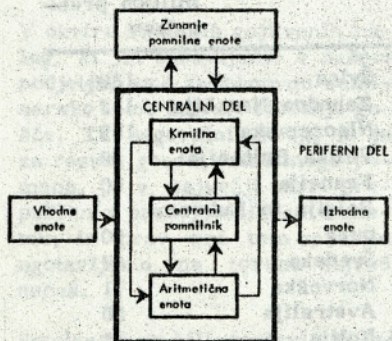 Zunanje
pomnilne enote
CENTRALNI DEL
Krmilna
enota
PERIFERNI DEL
Vhodne
enote
Centralni
pomnilnik
Izhodne
enote
Aritmetična
enota